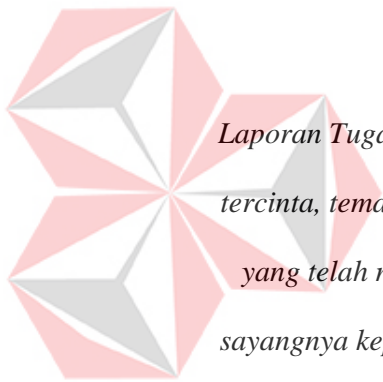 Laporan Tuga
tercinta, tema
yang telah
sayangnya kep